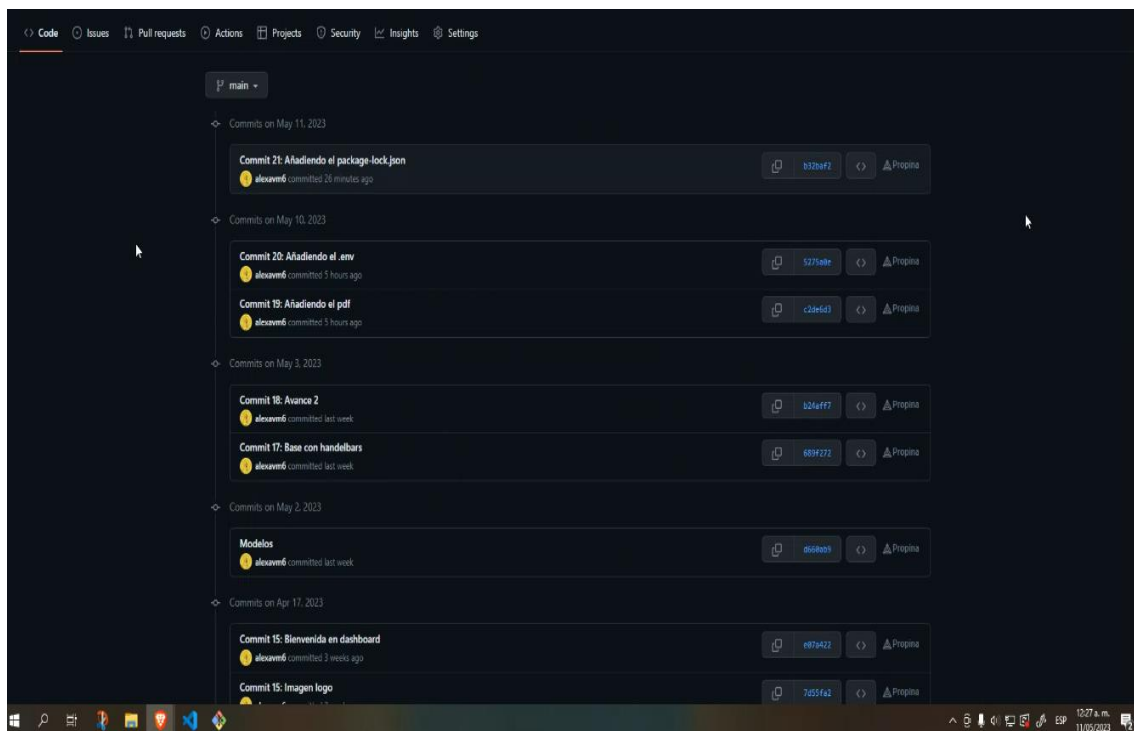 Code Issues Pull requests Actions Projects Security Insights Settings
main
Commits on May 11, 2023
Commit 21: Añadiendo el package-lock.json
b32baf2 Propina
alexavm6 committed 26 minutes ago
Commits on May 10, 2023
Commit 20: Añadiendo el .env
5275e0e Propina
alexavm6 committed 5 hours ago
Commit 19: Añadiendo el pdf
c2de6d3 Propina
alexavm6 committed 5 hours ago
Commits on May 3, 2023
Commit 18: Avance 2
b24aff7 Propina
alexavm6 committed last week
Commit 17: Base con handelbars
689f272 Propina
alexavm6 committed last week
Commits on May 2, 2023
Modelos
d660ab9 Propina
alexavm6 committed last week
Commits on Apr 17, 2023
Commit 15: Bienvenida en dashboard
e07a422 Propina
alexavm6 committed 3 weeks ago
Commit 15: Imagen logo
7d55fa2 Propina
ESP
12:27 a. m.
11/05/2023
2